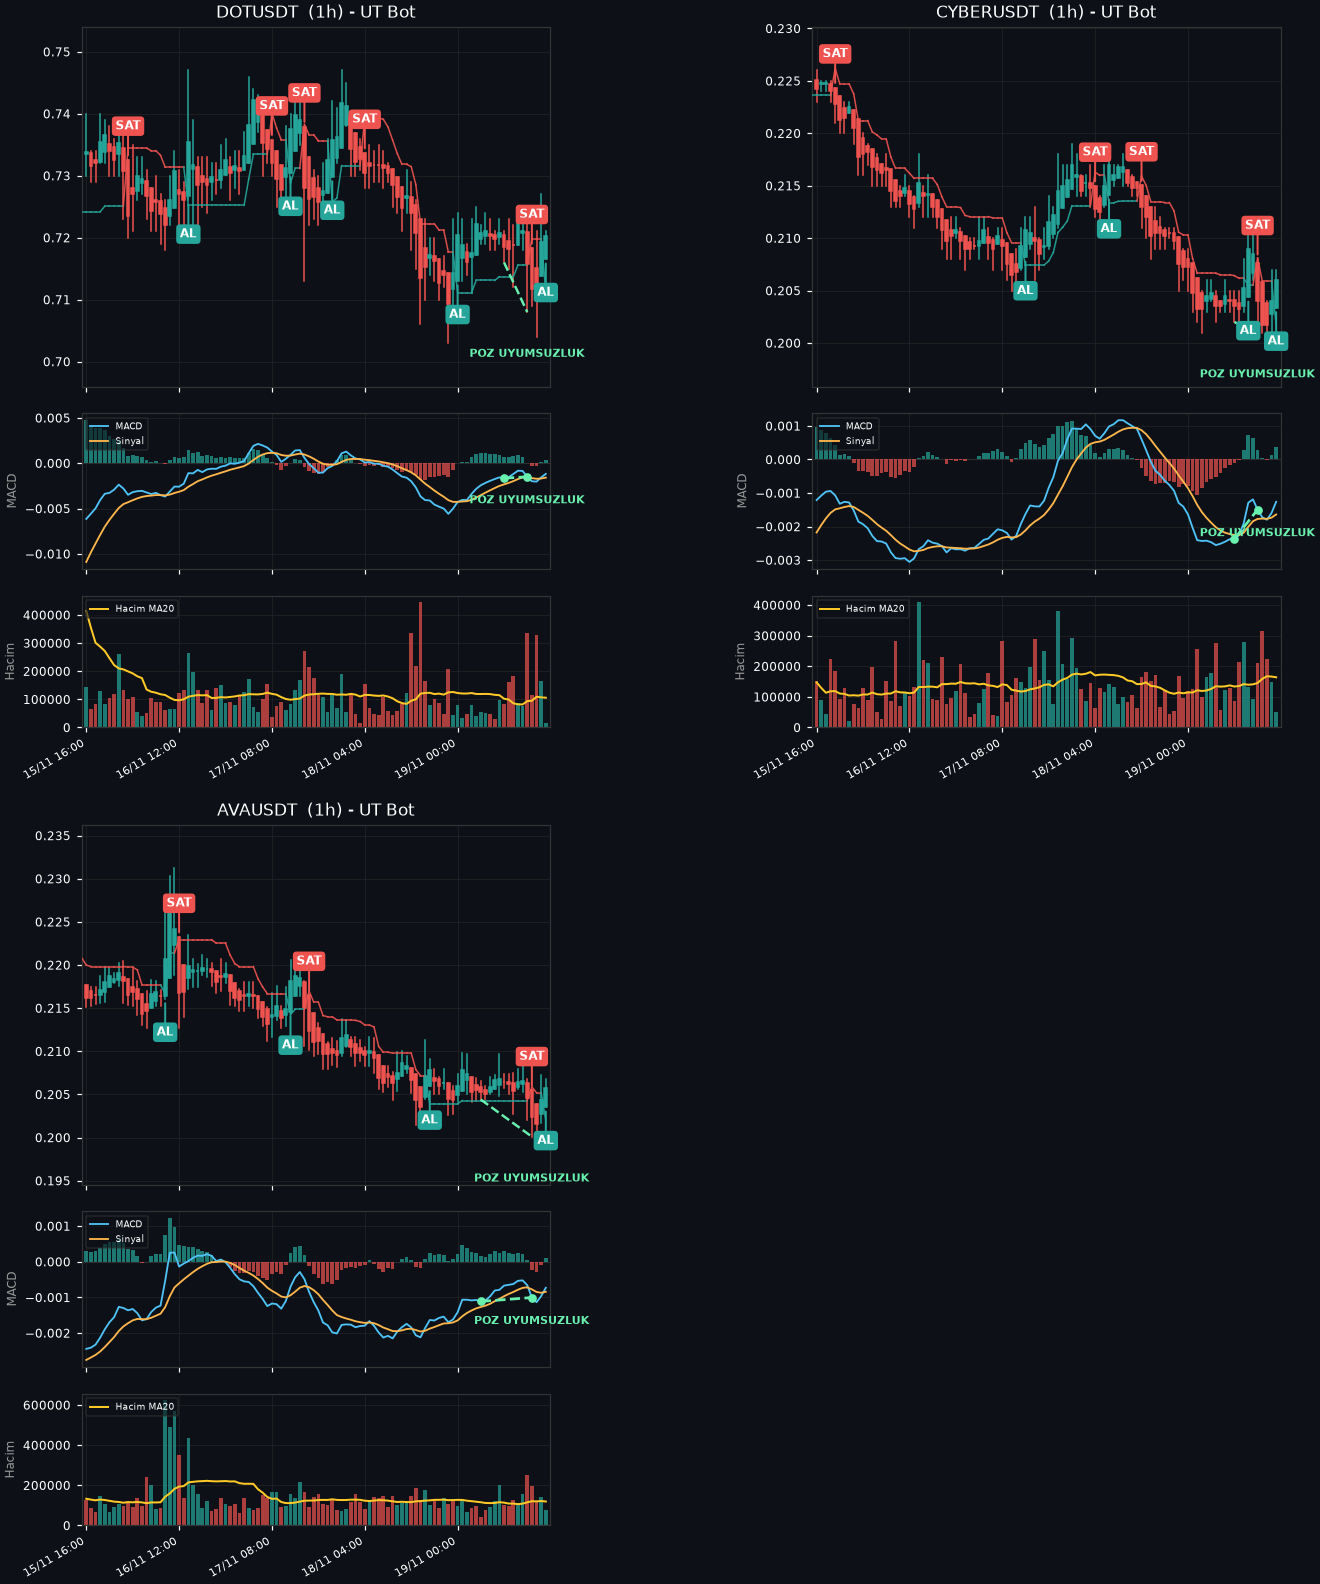 DOTUSDT  (1h) - UT Bot
0.75
0.74
0.73
0.72
0.71
0.70
SAT
AL
SAT
AL
SAT
AL
SAT
AL
SAT
AL
POZ UYUMSUZLUK
MACD
0.005
0.000
−0.005
−0.010
MACD
Sinyal
POZ UYUMSUZLUK
Hacim
400000
300000
200000
100000
0
Hacim MA20
15/11 16:00
16/11 12:00
17/11 08:00
18/11 04:00
19/11 00:00
CYBERUSDT  (1h) - UT Bot
0.230
0.225
0.220
0.215
0.210
0.205
0.200
SAT
AL
SAT
AL
SAT
AL
SAT
AL
POZ UYUMSUZLUK
MACD
0.001
0.000
−0.001
−0.002
−0.003
MACD
Sinyal
POZ UYUMSUZLUK
Hacim
400000
300000
200000
100000
0
Hacim MA20
15/11 16:00
16/11 12:00
17/11 08:00
18/11 04:00
19/11 00:00
AVAUSDT  (1h) - UT Bot
0.235
0.230
0.225
0.220
0.215
0.210
0.205
0.200
0.195
AL
SAT
AL
SAT
AL
SAT
AL
POZ UYUMSUZLUK
MACD
0.001
0.000
−0.001
−0.002
MACD
Sinyal
POZ UYUMSUZLUK
Hacim
600000
400000
200000
0
Hacim MA20
15/11 16:00
16/11 12:00
17/11 08:00
18/11 04:00
19/11 00:00